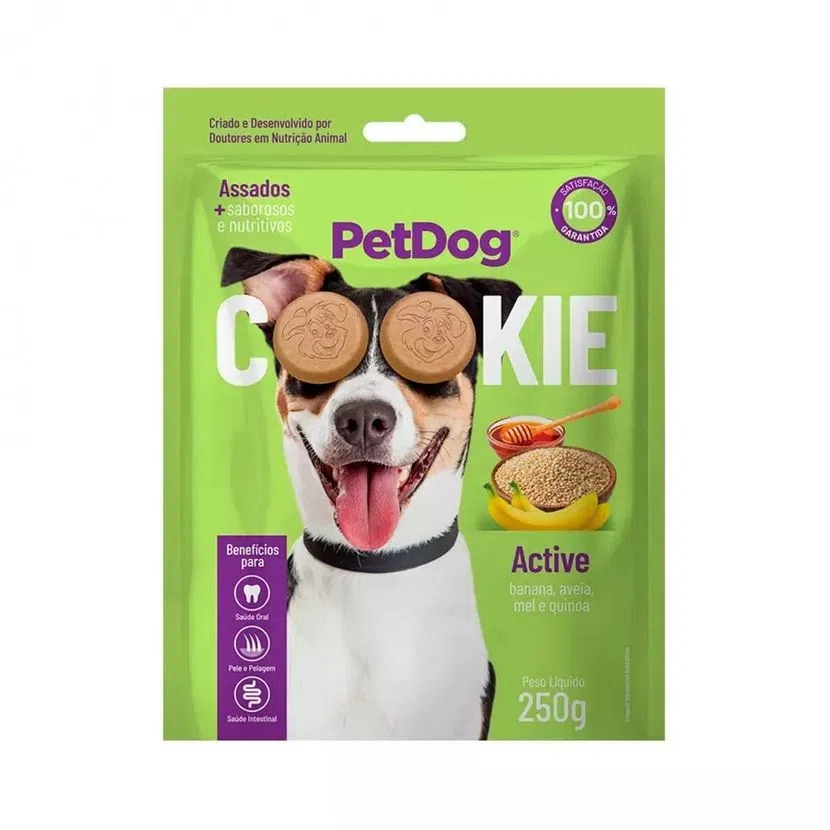 Criado e Desenvolvido por
Doutores em Nutrição Animal
Assados
+saborosos
e nutritivos
SATISFAÇÃO
100%
GARANTIDA
PetDog®
COOKIE
Active
banana, aveia,
mel e quinoa
Benefícios
para
Saúde Oral
Pele e Pelagem
Saúde Intestinal
Peso Líquido
250g